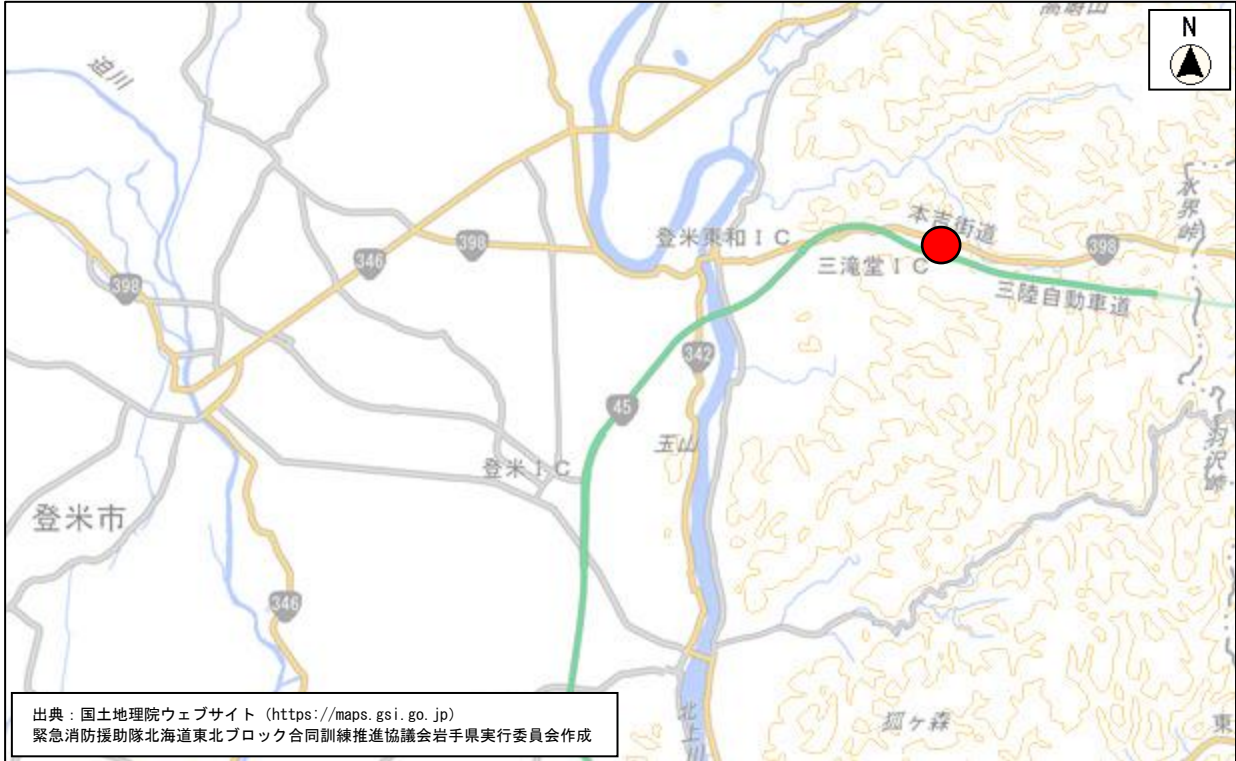 N
迫川
水界峠
本吉街道
登米東和IC
398
346
398
398
三滝堂IC
三陸自動車道
342
45
玉山
登米IC
羽沢峠
登米市
346
北上川
狐ヶ森
東
出典：国土地理院ウェブサイト (https://maps.gsi.go.jp)
緊急消防援助隊北海道東北ブロック合同訓練推進協議会岩手県実行委員会作成